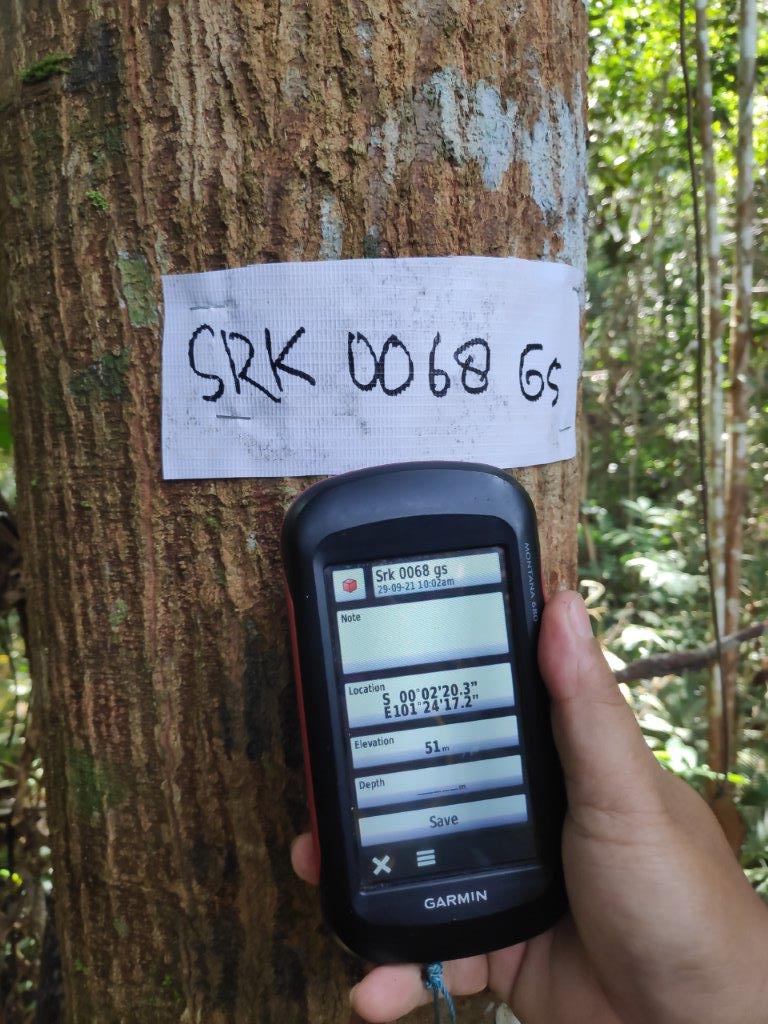 SRK 0068 Gs
MONTANA 680
Srk 0068 gs
29-09-21 10:02am
Note
Location
S 00°02'20.3"
E101°24'17.2"
Elevation
51m
Depth
_____m
Save
GARMIN